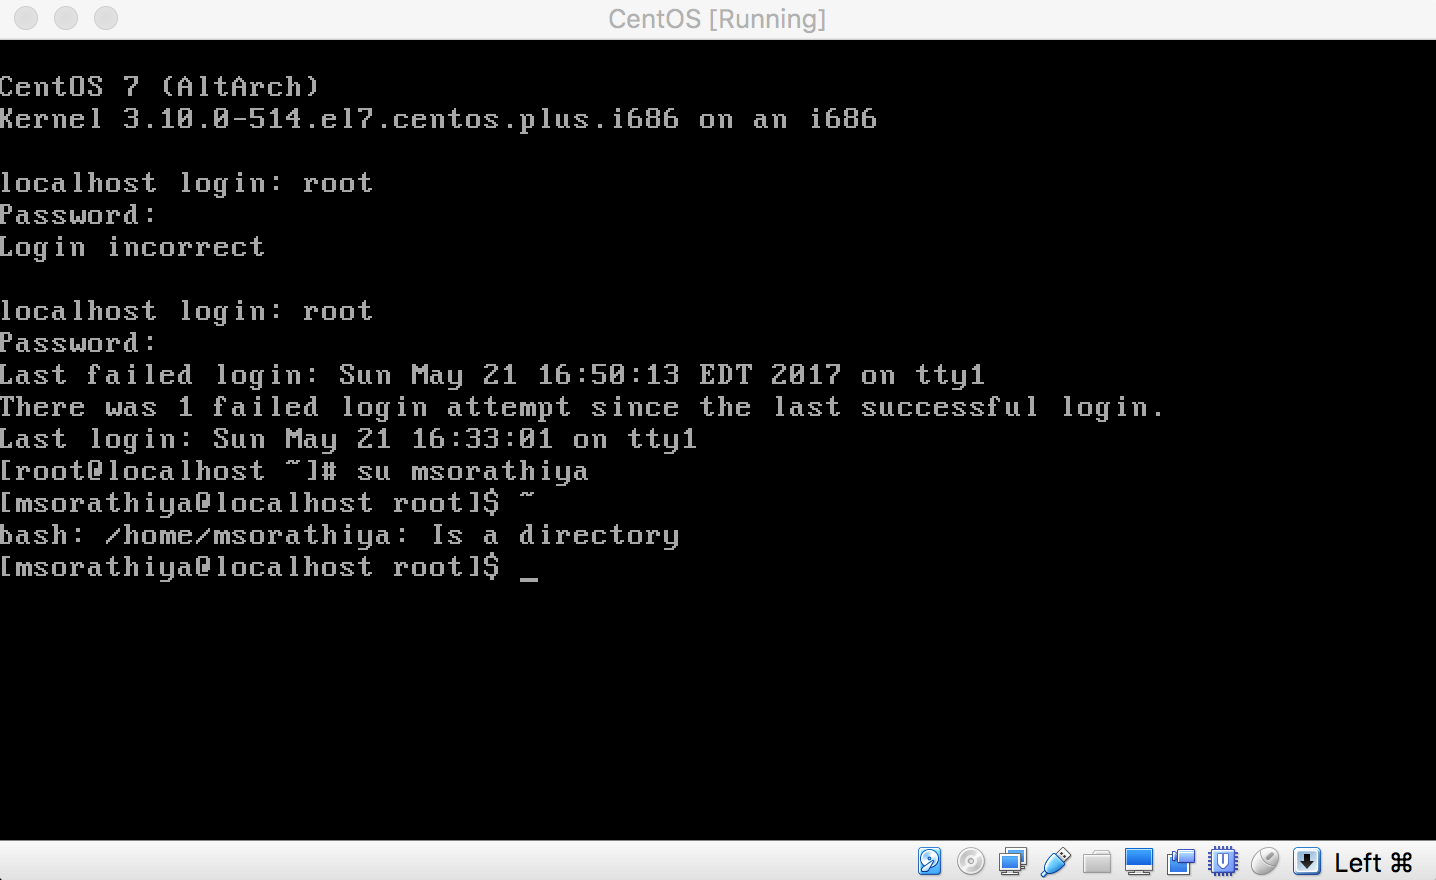 CentOS [Running]
CentOS 7 (AltArch)
Kernel 3.10.0-514.el7.centos.plus.i686 on an i686
localhost login: root
Password:
Login incorrect
localhost login: root
Password:
Last failed login: Sun May 21 16:50:13 EDT 2017 on tty1
There was 1 failed login attempt since the last successful login.
Last login: Sun May 21 16:33:01 on tty1
[root@localhost ~]# su msorathiya
[msorathiya@localhost root]$ ~
bash: /home/msorathiya: Is a directory
[msorathiya@localhost root]$ _
Left ⌘